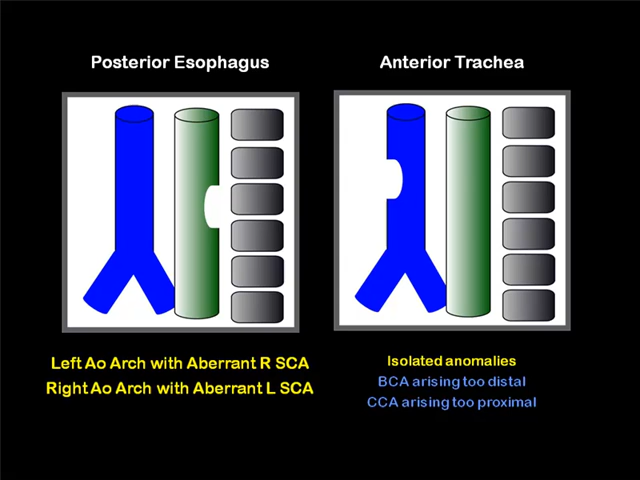 Posterior Esophagus
Anterior Trachea
Left Ao Arch with Aberrant R SCA
Right Ao Arch with Aberrant L SCA
Isolated anomalies
BCA arising too distal
CCA arising too proximal